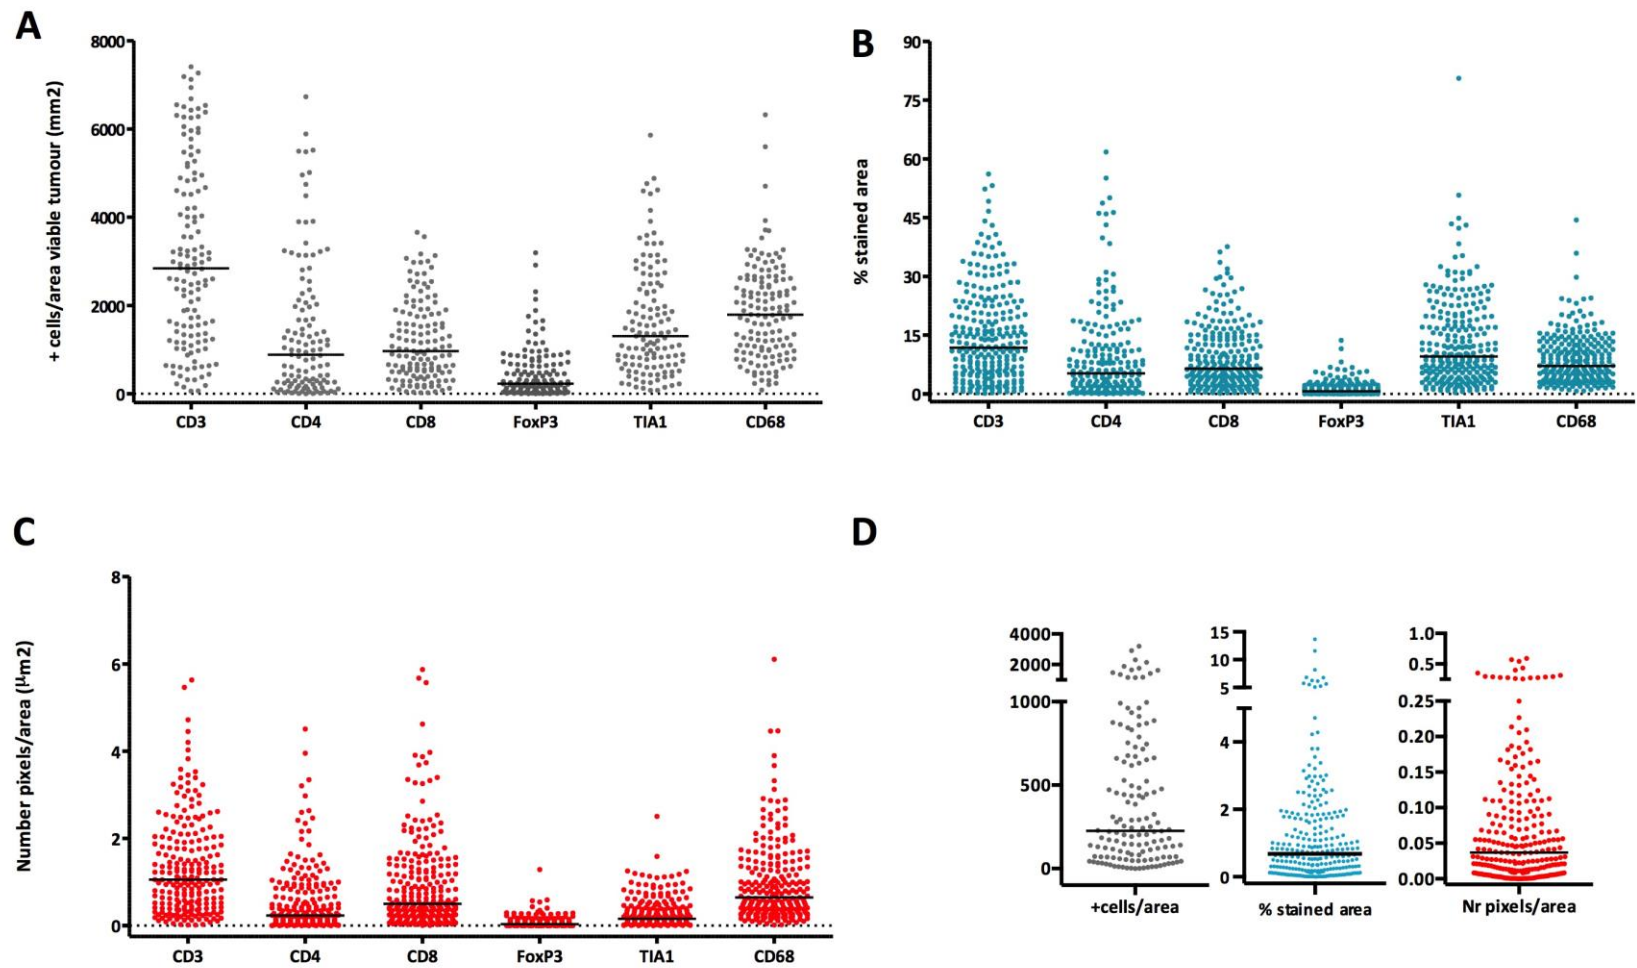 A
+ cells/area viable tumour (mm2)
8000
6000
4000
2000
0
CD3 CD4 CD8 FoxP3 TIA1 CD68
B
% stained area
90
75
60
45
30
15
0
CD3 CD4 CD8 FoxP3 TIA1 CD68
C
Number pixels/area (µm2)
8
6
4
2
0
CD3 CD4 CD8 FoxP3 TIA1 CD68
D
4000
2000
1000
500
0
+cells/area
15
10
5
4
2
0
% stained area
1.0
0.5
0.25
0.20
0.15
0.10
0.05
0.00
Nr pixels/area